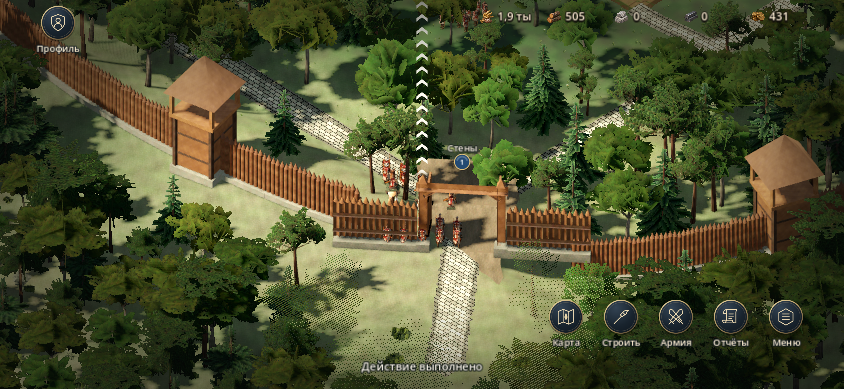 1,9 ты
505
0
0
431
Профиль
Стены
1
Карта
Строить
Армия
Отчёты
Меню
Действие выполнено